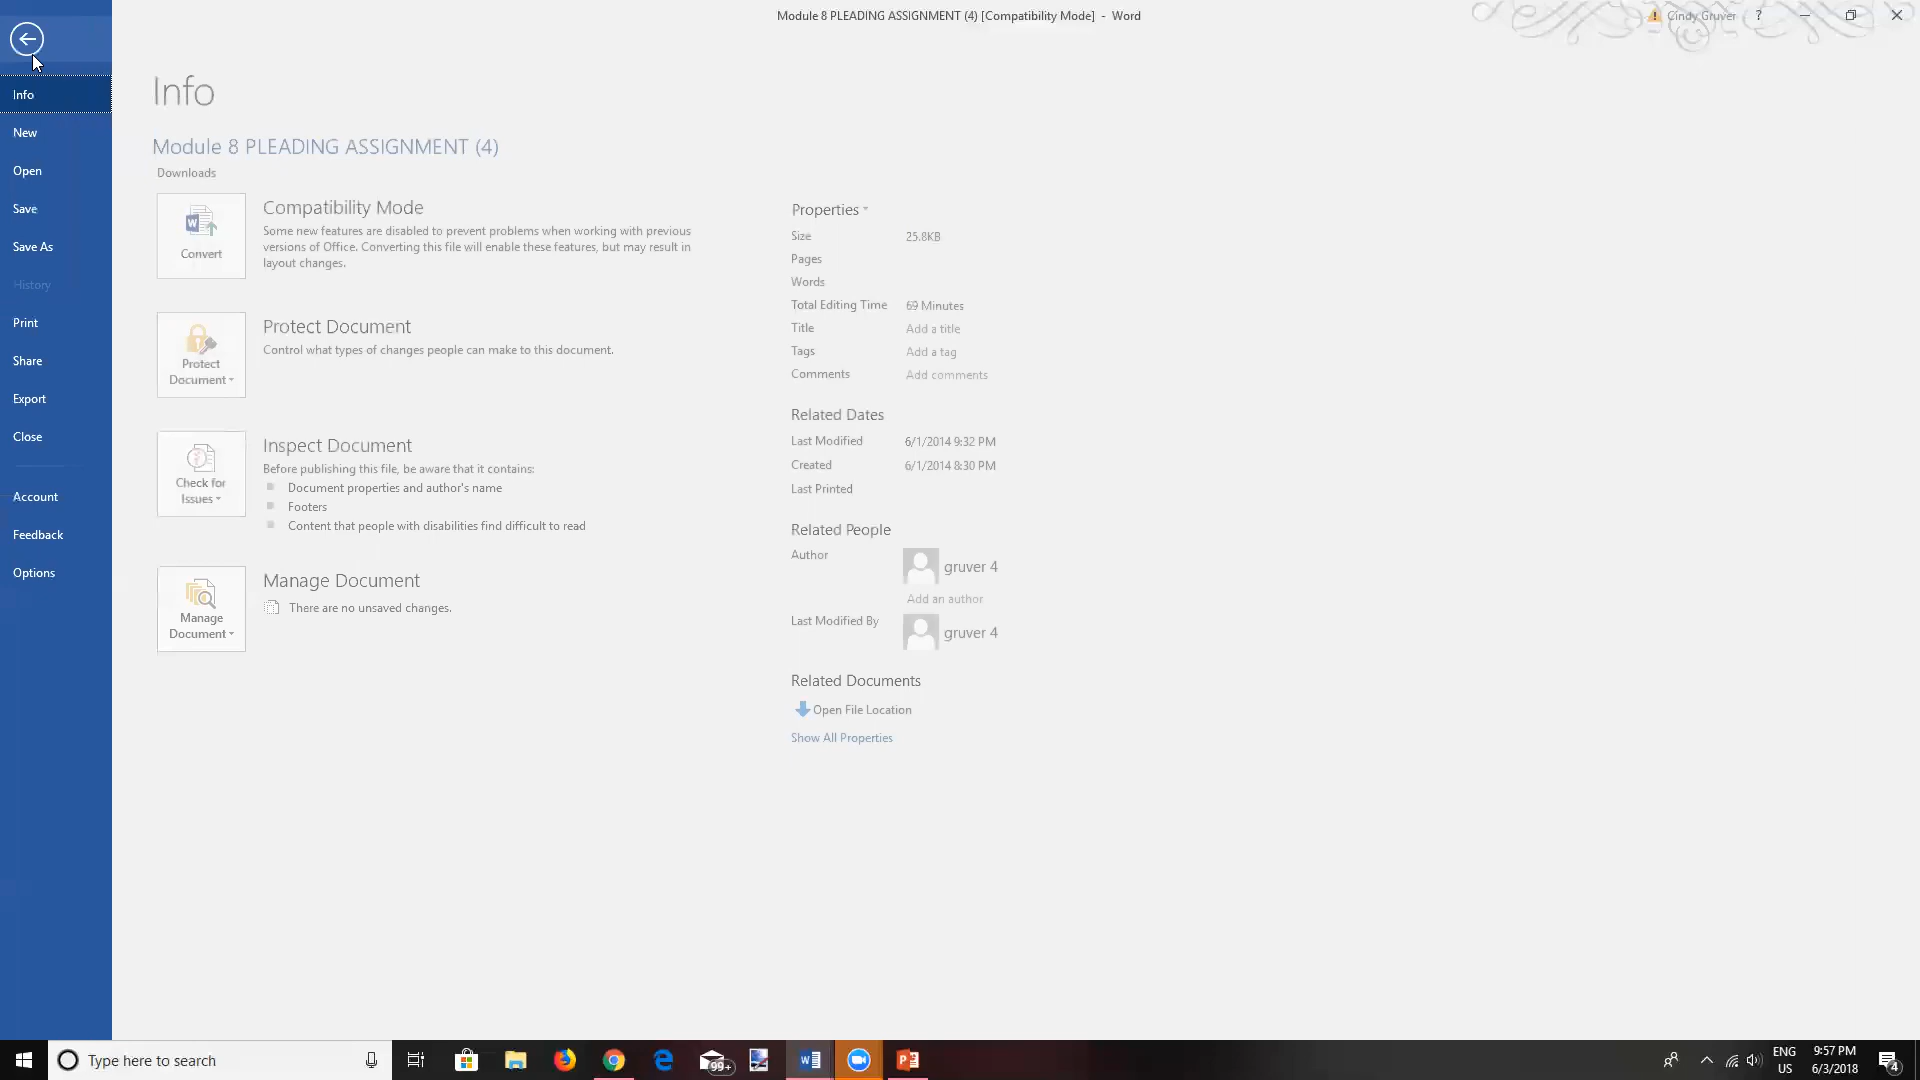 Module 8 PLEADING ASSIGNMENT (4) [Compatibility Mode] - Word
Cindy Gruver
?
Info
New
Open
Save
Save As
History
Print
Share
Export
Close
Account
Feedback
Options
Info
Module 8 PLEADING ASSIGNMENT (4)
Downloads
Convert
Compatibility Mode
Some new features are disabled to prevent problems when working with previous
versions of Office. Converting this file will enable these features, but may result in
layout changes.
Protect
Document
Protect Document
Control what types of changes people can make to this document.
Check for
Issues
Inspect Document
Before publishing this file, be aware that it contains:
Document properties and author's name
Footers
Content that people with disabilities find difficult to read
Manage
Document
Manage Document
There are no unsaved changes.
Properties
Size 25.8KB
Pages
Words
Total Editing Time 69 Minutes
Title Add a title
Tags Add a tag
Comments Add comments
Related Dates
Last Modified 6/1/2014 9:32 PM
Created 6/1/2014 8:30 PM
Last Printed
Related People
Author gruver 4
Add an author
Last Modified By gruver 4
Related Documents
Open File Location
Show All Properties
Type here to search
99+
ENG
US
9:57 PM
6/3/2018
4